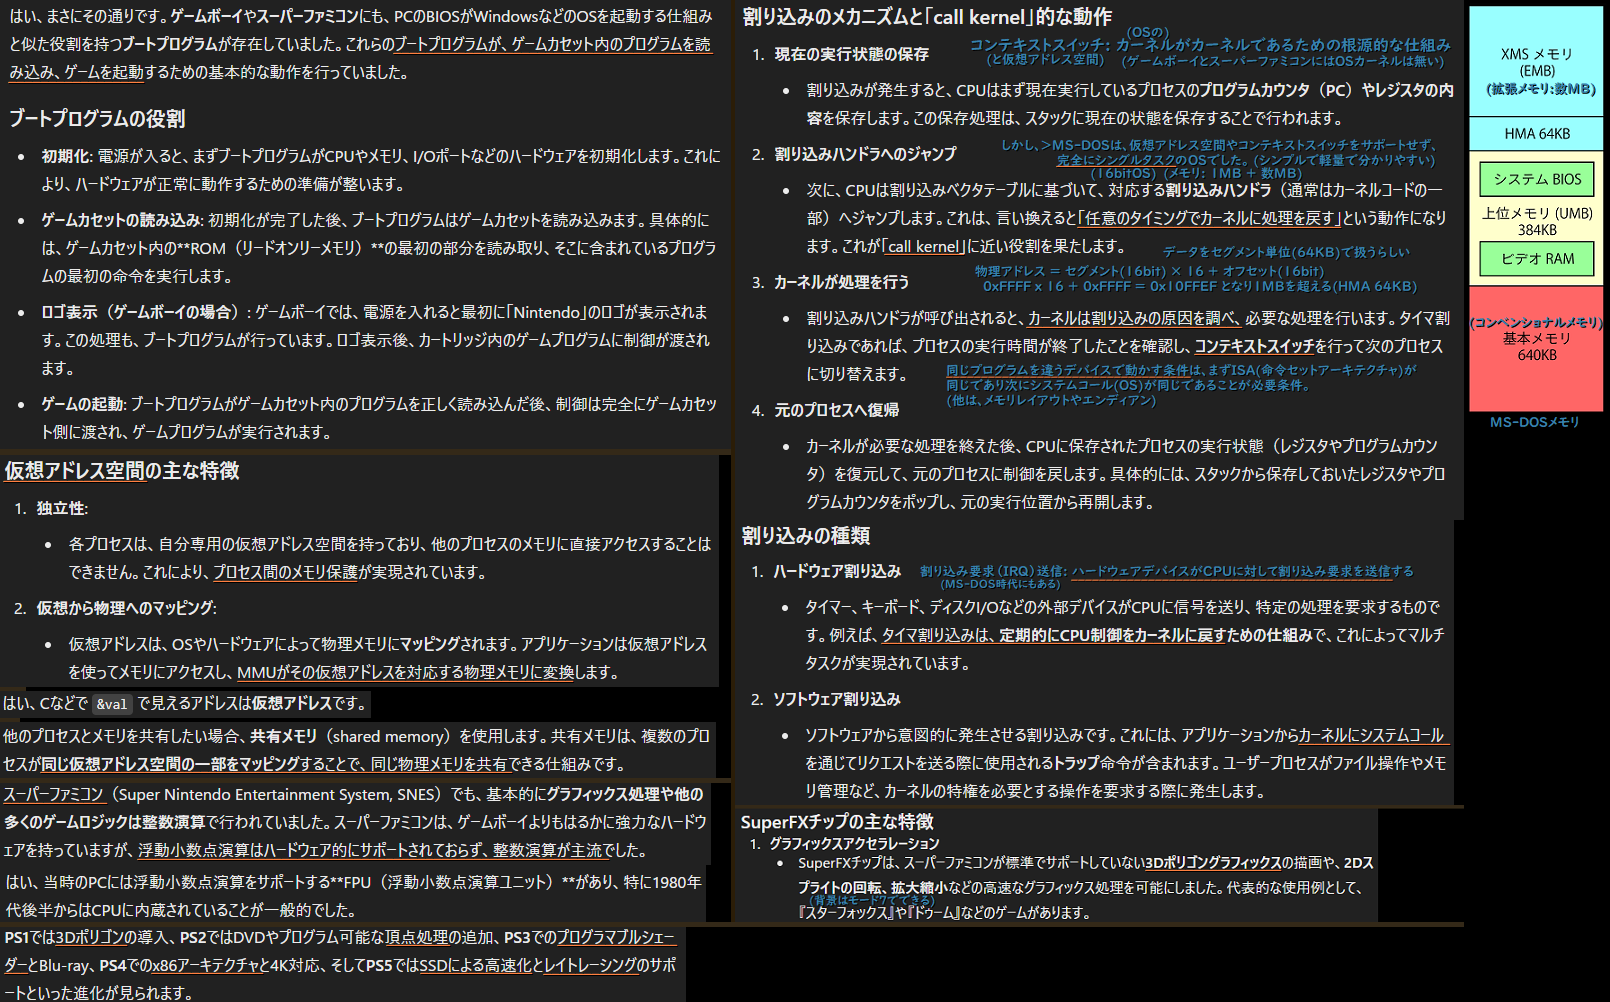 はい、まさにその通りです。ゲームボーイやスーパーファミコンにも、PCのBIOSがWindowsなどのOSを起動する仕組み
と似た役割を持つブートプログラムが存在していました。これらのブートプログラムが、ゲームカセット内のプログラムを読
み込み、ゲームを起動するための基本的な動作を行っていました。
ブートプログラムの役割
• 初期化: 電源が入ると、まずブートプログラムがCPUやメモリ、I/Oポートなどのハードウェアを初期化します。これに
より、ハードウェアが正常に動作するための準備が整います。
• ゲームカセットの読み込み: 初期化が完了した後、ブートプログラムはゲームカセットを読み込みます。具体的に
は、ゲームカセット内の**ROM（リードオンリーメモリ）**の最初の部分を読み取り、そこに含まれているプログラ
ムの最初の命令を実行します。
• ロゴ表示（ゲームボーイの場合）: ゲームボーイでは、電源を入れると最初に「Nintendo」のロゴが表示されま
す。この処理も、ブートプログラムが行っています。ロゴ表示後、カートリッジ内のゲームプログラムに制御が渡され
ます。
• ゲームの起動: ブートプログラムがゲームカセット内のプログラムを正しく読み込んだ後、制御は完全にゲームカセッ
ト側に渡され、ゲームプログラムが実行されます。
仮想アドレス空間の主な特徴
1. 独立性:
• 各プロセスは、自分専用の仮想アドレス空間を持っており、他のプロセスのメモリに直接アクセスすることは
できません。これにより、プロセス間のメモリ保護が実現されています。
2. 仮想から物理へのマッピング:
• 仮想アドレスは、OSやハードウェアによって物理メモリにマッピングされます。アプリケーションは仮想アドレス
を使ってメモリにアクセスし、MMUがその仮想アドレスを対応する物理メモリに変換します。
はい、Cなどで &val で見えるアドレスは仮想アドレスです。
他のプロセスとメモリを共有したい場合、共有メモリ（shared memory）を使用します。共有メモリは、複数のプロ
セスが同じ仮想アドレス空間の一部をマッピングすることで、同じ物理メモリを共有できる仕組みです。
スーパーファミコン（Super Nintendo Entertainment System, SNES）でも、基本的にグラフィックス処理や他の
多くのゲームロジックは整数演算で行われていました。スーパーファミコンは、ゲームボーイよりもはるかに強力なハードウ
ェアを持っていますが、浮動小数点演算はハードウェア的にサポートされておらず、整数演算が主流でした。
はい、当時のPCには浮動小数点演算をサポートする**FPU（浮動小数点演算ユニット）**があり、特に1980年
代後半からはCPUに内蔵されていることが一般的でした。
PS1では3Dポリゴンの導入、PS2ではDVDやプログラム可能な頂点処理の追加、PS3でのプログラマブルシェー
ダーとBlu-ray、PS4でのx86アーキテクチャと4K対応、そしてPS5ではSSDによる高速化とレイトレーシングのサポ
ートといった進化が見られます。
割り込みのメカニズムと「call kernel」的な動作
1. 現在の実行状態の保存
(OSの)
コンテキストスイッチ: カーネルがカーネルであるための根源的な仕組み
(と仮想アドレス空間) (ゲームボーイとスーパーファミコンにはOSカーネルは無い)
• 割り込みが発生すると、CPUはまず現在実行しているプロセスのプログラムカウンタ（PC）やレジスタの内
容を保存します。この保存処理は、スタックに現在の状態を保存することで行われます。
2. 割り込みハンドラへのジャンプ
しかし、>MS-DOSは、仮想アドレス空間やコンテキストスイッチをサポートせず、
完全にシングルタスクのOSでした。(シンプルで軽量で分かりやすい)
(16bitOS) (メモリ: 1MB + 数MB)
• 次に、CPUは割り込みベクタテーブルに基づいて、対応する割り込みハンドラ（通常はカーネルコードの一
部）へジャンプします。これは、言い換えると「任意のタイミングでカーネルに処理を戻す」という動作になり
ます。これが「call kernel」に近い役割を果たします。
データをセグメント単位(64KB)で扱うらしい
物理アドレス = セグメント(16bit) × 16 + オフセット(16bit)
0xFFFF x 16 + 0xFFFF = 0x10FFEF となり1MBを超える(HMA 64KB)
3. カーネルが処理を行う
• 割り込みハンドラが呼び出されると、カーネルは割り込みの原因を調べ、必要な処理を行います。タイマ割
り込みであれば、プロセスの実行時間が終了したことを確認し、コンテキストスイッチを行って次のプロセス
に切り替えます。
同じプログラムを違うデバイスで動かす条件は、まずISA(命令セットアーキテクチャ)が
同じであり次にシステムコール(OS)が同じであることが必要条件。
(他は、メモリレイアウトやエンディアン)
4. 元のプロセスへ復帰
• カーネルが必要な処理を終えた後、CPUに保存されたプロセスの実行状態（レジスタやプログラムカウン
タ）を復元して、元のプロセスに制御を戻します。具体的には、スタックから保存しておいたレジスタやプロ
グラムカウンタをポップし、元の実行位置から再開します。
割り込みの種類
1. ハードウェア割り込み
割り込み要求（IRQ）送信: ハードウェアデバイスがCPUに対して割り込み要求を送信する
(MS-DOS時代にもある)
• タイマー、キーボード、ディスクI/Oなどの外部デバイスがCPUに信号を送り、特定の処理を要求するもので
す。例えば、タイマ割り込みは、定期的にCPU制御をカーネルに戻すための仕組みで、これによってマルチ
タスクが実現されています。
2. ソフトウェア割り込み
• ソフトウェアから意図的に発生させる割り込みです。これには、アプリケーションからカーネルにシステムコール
を通じてリクエストを送る際に使用されるトラップ命令が含まれます。ユーザープロセスがファイル操作やメモ
リ管理など、カーネルの特権を必要とする操作を要求する際に発生します。
SuperFXチップの主な特徴
1. グラフィックスアクセラレーション
• SuperFXチップは、スーパーファミコンが標準でサポートしていない3Dポリゴングラフィックスの描画や、2Dス
プライトの回転、拡大縮小などの高速なグラフィックス処理を可能にしました。代表的な使用例として、
(背景はモード7でできる)
『スターフォックス』や『ドゥーム』などのゲームがあります。
XMS メモリ
(EMB)
(拡張メモリ:数MB)
HMA 64KB
システム BIOS
上位メモリ (UMB)
384KB
ビデオ RAM
(コンベンショナルメモリ)
基本メモリ
640KB
MS-DOSメモリ